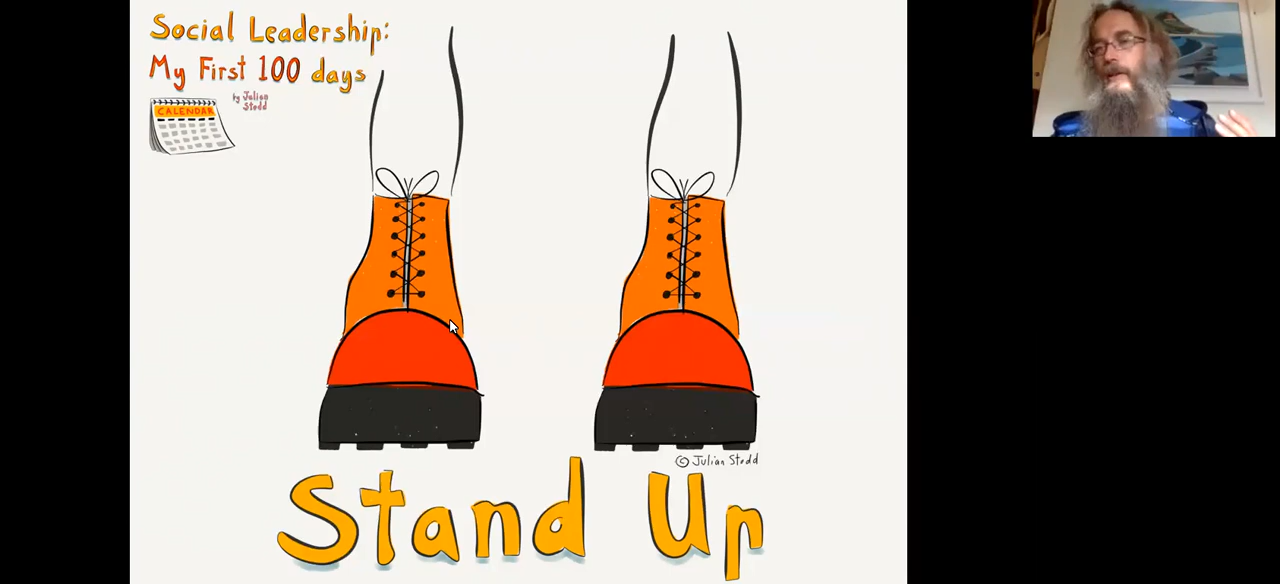 Social Leadership:
My First 100 days
by Julian
Stodd
CALENDAR
© Julian Stodd
Stand Up